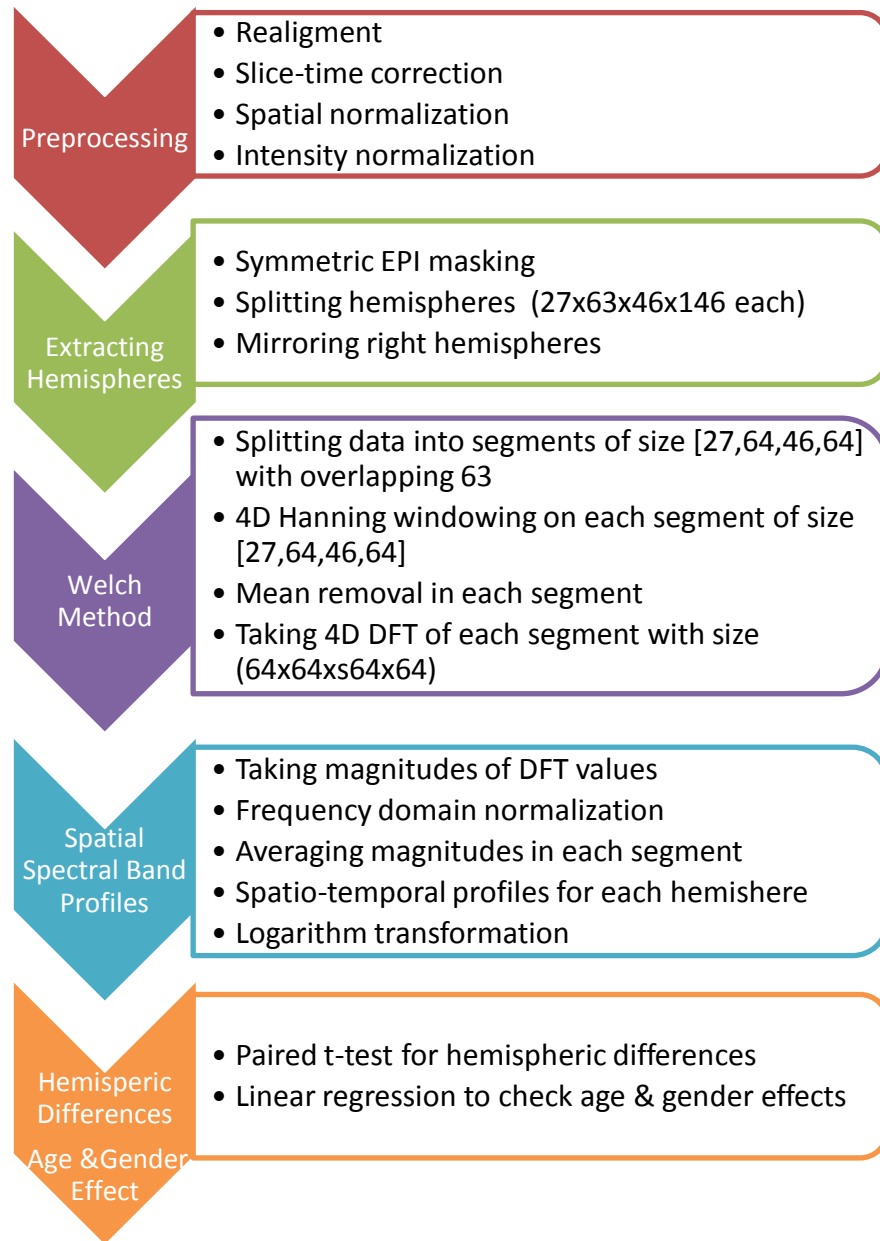 Preprocessing
• Realigment
• Slice-time correction
• Spatial normalization
• Intensity normalization
Extracting
Hemispheres
• Symmetric EPI masking
• Splitting hemispheres (27x63x46x146 each)
• Mirroring right hemispheres
Welch
Method
• Splitting data into segments of size [27,64,46,64]
with overlapping 63
• 4D Hanning windowing on each segment of size
[27,64,46,64]
• Mean removal in each segment
• Taking 4D DFT of each segment with size
(64x64xs64x64)
Spatial
Spectral Band
Profiles
• Taking magnitudes of DFT values
• Frequency domain normalization
• Averaging magnitudes in each segment
• Spatio-temporal profiles for each hemishere
• Logarithm transformation
Hemisperic
Differences
Age &Gender
Effect
• Paired t-test for hemispheric differences
• Linear regression to check age & gender effects